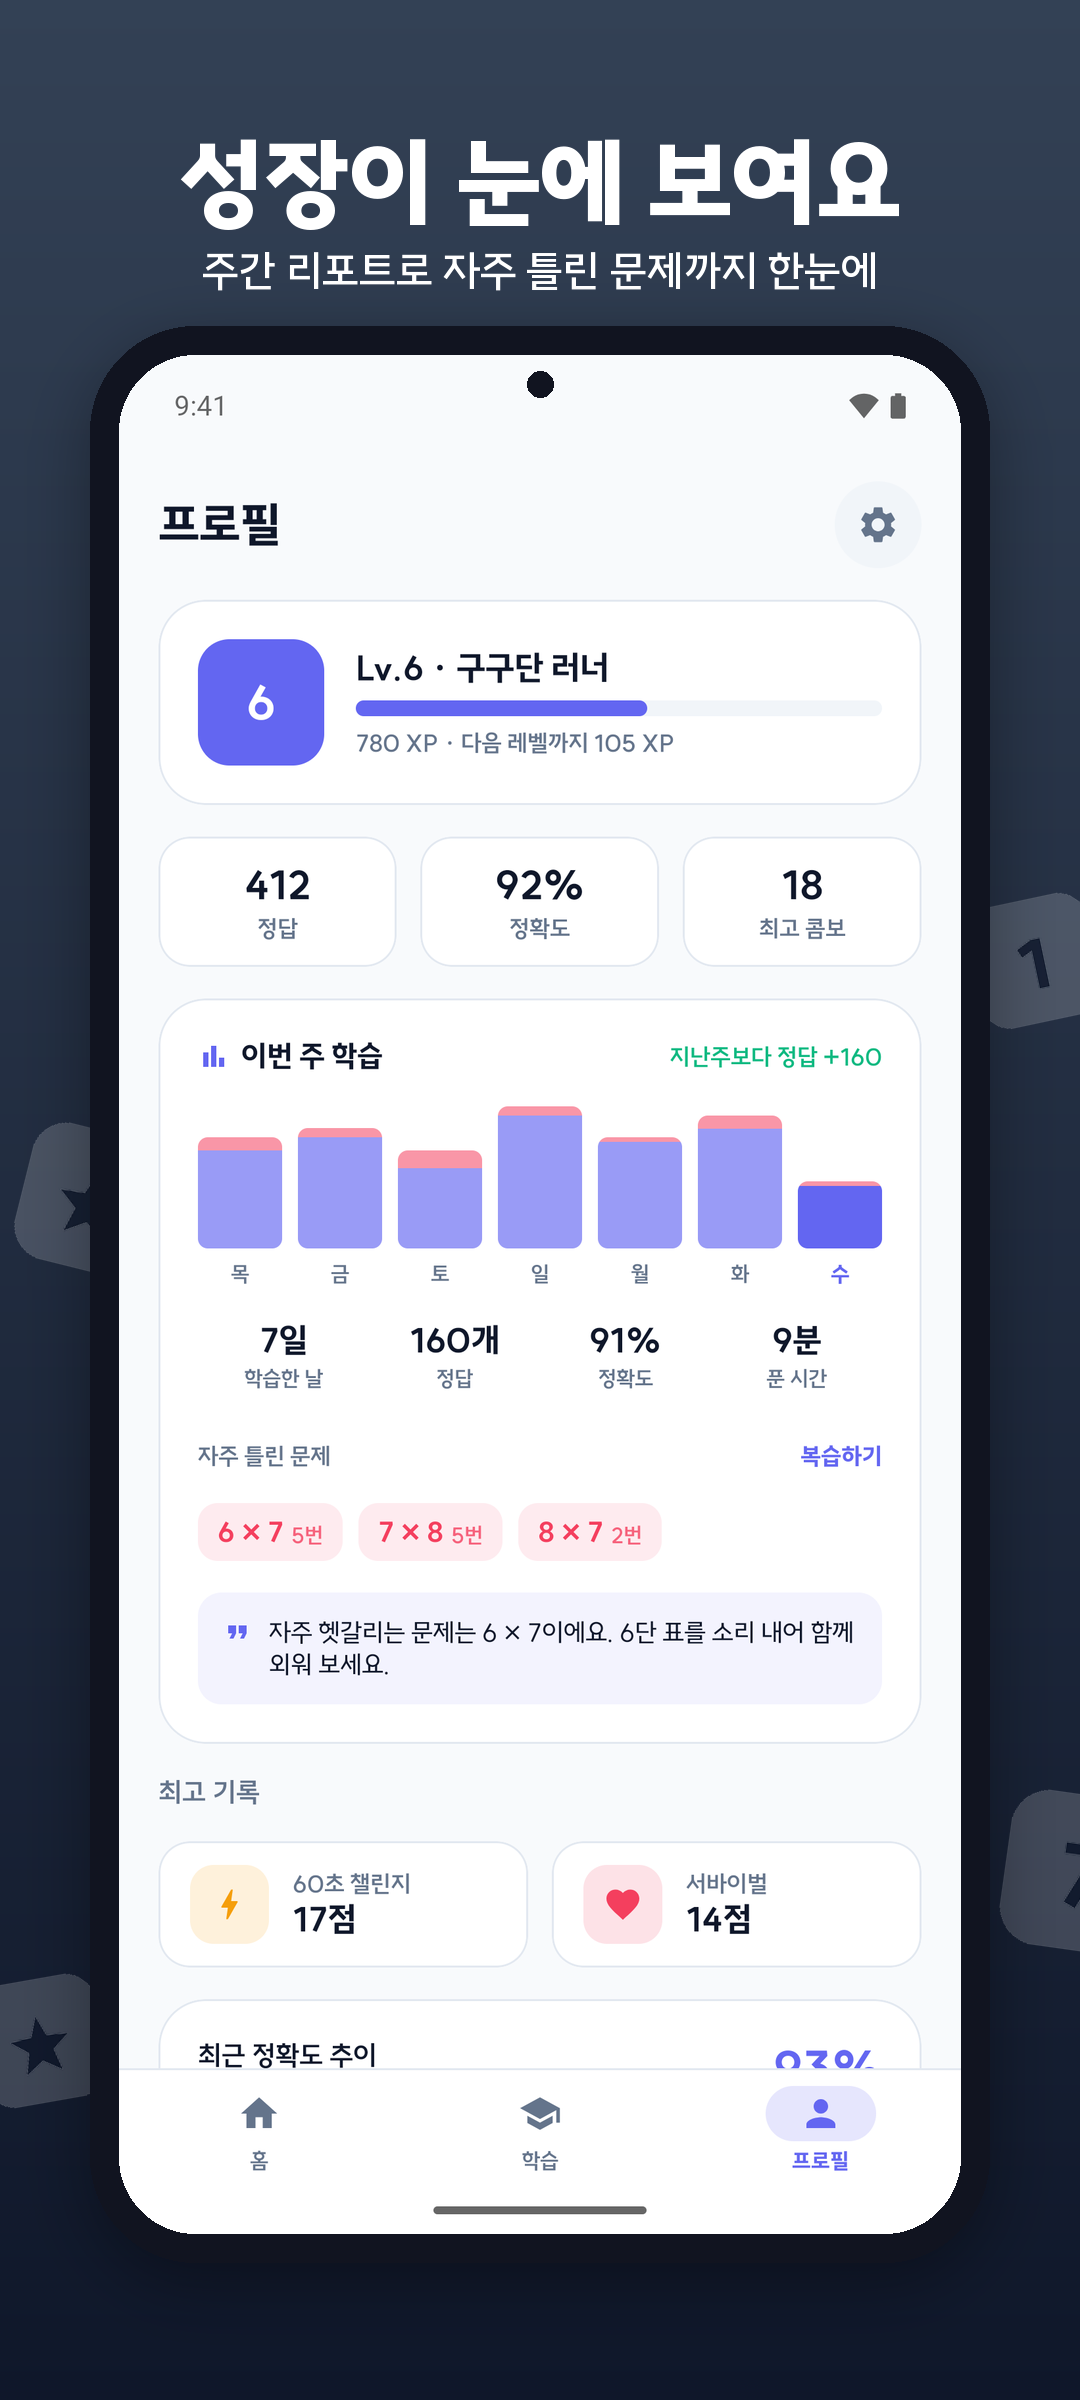 성장이 눈에 보여요
주간 리포트로 자주 틀린 문제까지 한눈에
9:41
프로필
6
Lv.6 · 구구단 러너
780 XP · 다음 레벨까지 105 XP
412
정답
92%
정확도
18
최고 콤보
1
이번 주 학습
지난주보다 정답 +160
목 금 토 일 월 화 수
7일 160개 91% 9분
학습한 날 정답 정확도 푼 시간
자주 틀린 문제
복습하기
6 × 7 5번
7 × 8 5번
8 × 7 2번
자주 헷갈리는 문제는 6 × 7이에요. 6단 표를 소리 내어 함께
외워 보세요.
최고 기록
60초 챌린지
17점
서바이벌
14점
7
최근 정확도 추이
93%
홈
학습
프로필